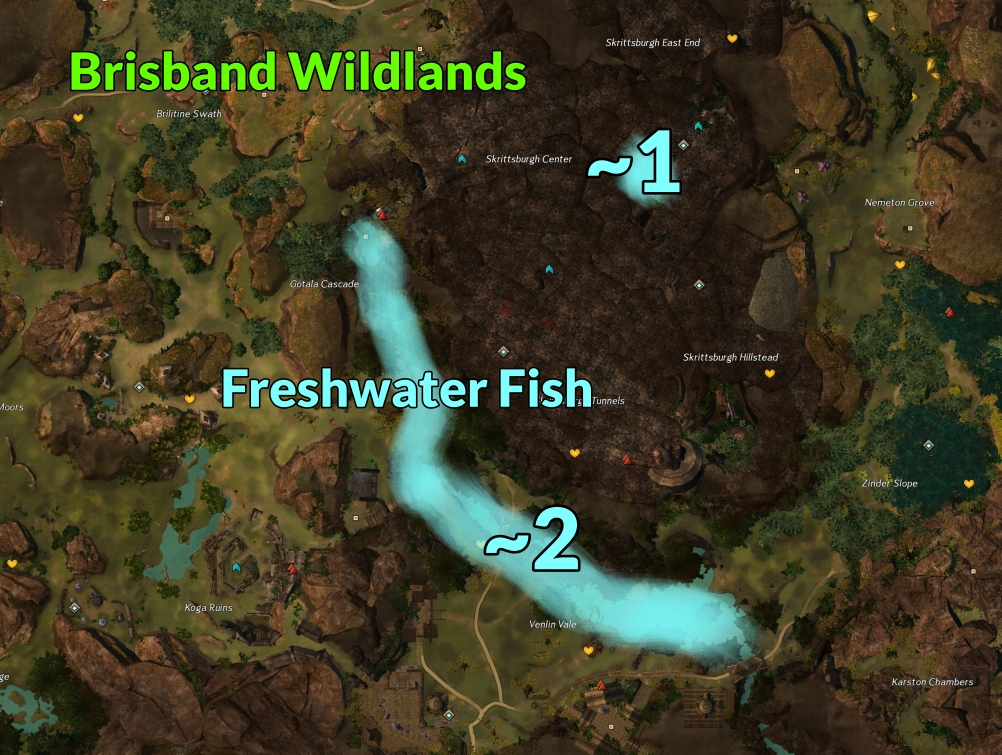 Skrittsburgh East End
Brisband Wildlands
Brilitine Swath
Skrittsburgh Center
~1
Nemeton Grove
Gotala Cascade
Skrittsburgh Hillstead
Freshwater Fish
Tunnels
Moors
Zinder Slope
~2
Koga Ruins
Venlin Vale
Karston Chambers